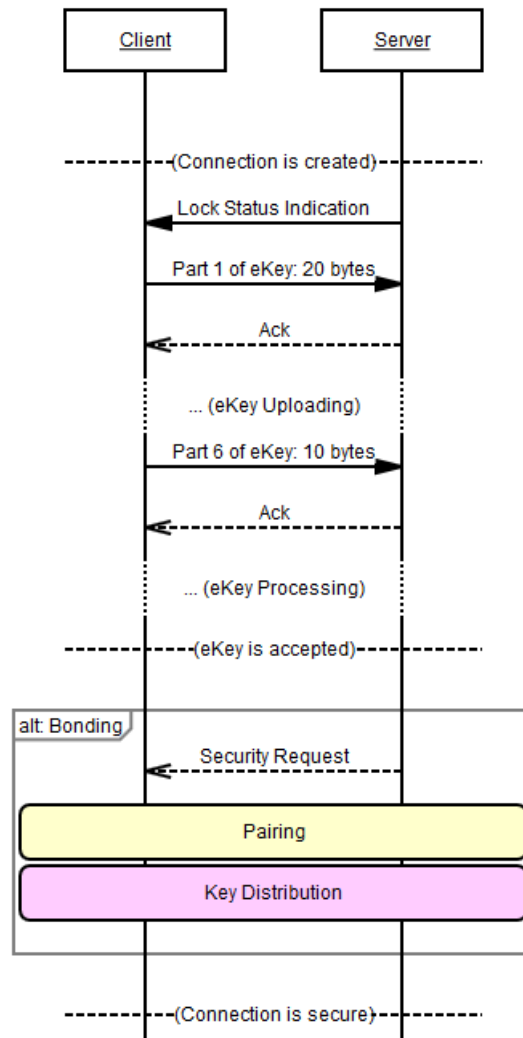 Client
Server
(Connection is created)
Lock Status Indication
Part 1 of eKey: 20 bytes
Ack
... (eKey Uploading)
Part 6 of eKey: 10 bytes
Ack
... (eKey Processing)
(eKey is accepted)
alt: Bonding
Security Request
Pairing
Key Distribution
(Connection is secure)